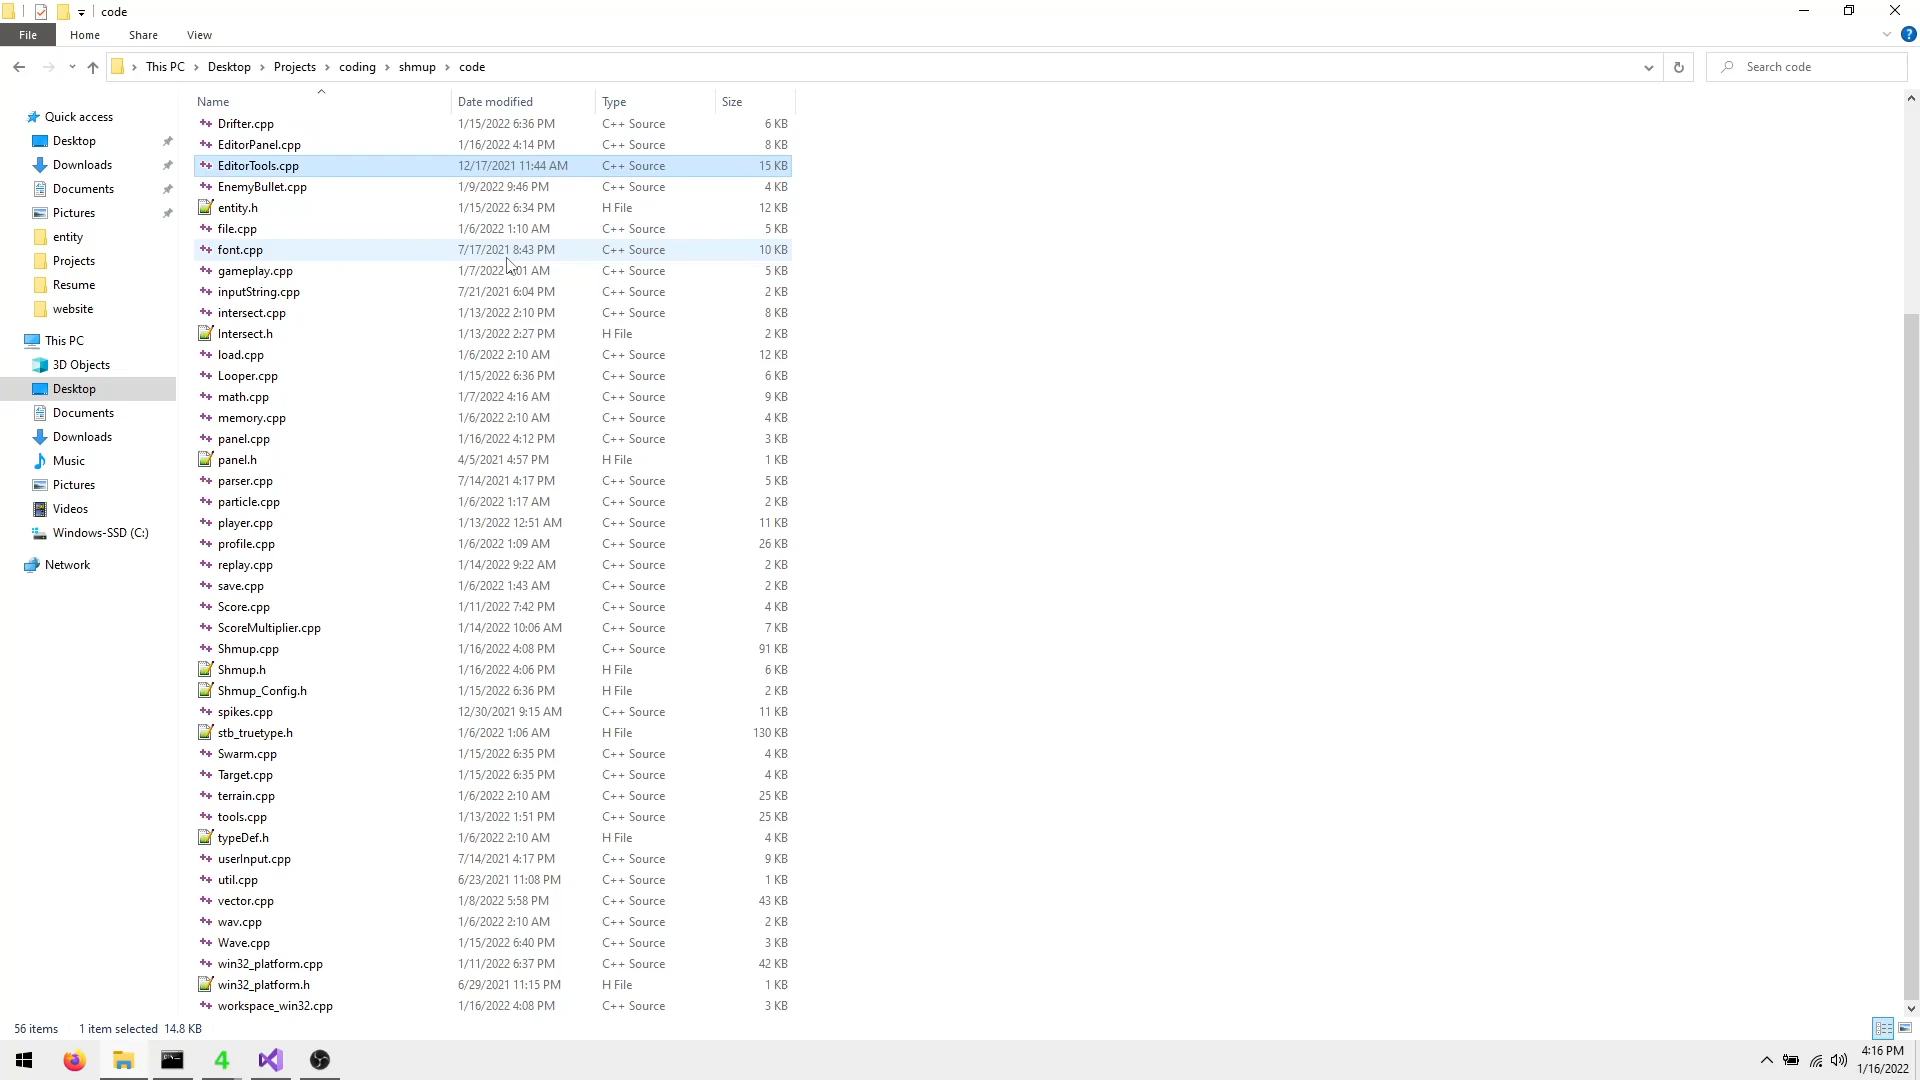 code
File Home Share View
This PC Desktop Projects coding shmup code Search code
Name Date modified Type Size
Quick access
Desktop
Downloads
Documents
Pictures
entity
Projects
Resume
website
This PC
3D Objects
Desktop
Documents
Downloads
Music
Pictures
Videos
Windows-SSD (C:)
Network
Drifter.cpp 1/15/2022 6:36 PM C++ Source 6 KB
EditorPanel.cpp 1/16/2022 4:14 PM C++ Source 8 KB
EditorTools.cpp 12/17/2021 11:44 AM C++ Source 15 KB
EnemyBullet.cpp 1/9/2022 9:46 PM C++ Source 4 KB
entity.h 1/15/2022 6:34 PM H File 12 KB
file.cpp 1/6/2022 1:10 AM C++ Source 5 KB
font.cpp 7/17/2021 8:43 PM C++ Source 10 KB
gameplay.cpp 1/7/2022 :01 AM C++ Source 5 KB
inputString.cpp 7/21/2021 6:04 PM C++ Source 2 KB
intersect.cpp 1/13/2022 2:10 PM C++ Source 8 KB
Intersect.h 1/13/2022 2:27 PM H File 2 KB
load.cpp 1/6/2022 2:10 AM C++ Source 12 KB
Looper.cpp 1/15/2022 6:36 PM C++ Source 6 KB
math.cpp 1/7/2022 4:16 AM C++ Source 9 KB
memory.cpp 1/6/2022 2:10 AM C++ Source 4 KB
panel.cpp 1/16/2022 4:12 PM C++ Source 3 KB
panel.h 4/5/2021 4:57 PM H File 1 KB
parser.cpp 7/14/2021 4:17 PM C++ Source 5 KB
particle.cpp 1/6/2022 1:17 AM C++ Source 2 KB
player.cpp 1/13/2022 12:51 AM C++ Source 11 KB
profile.cpp 1/6/2022 1:09 AM C++ Source 26 KB
replay.cpp 1/14/2022 9:22 AM C++ Source 2 KB
save.cpp 1/6/2022 1:43 AM C++ Source 2 KB
Score.cpp 1/11/2022 7:42 PM C++ Source 4 KB
ScoreMultiplier.cpp 1/14/2022 10:06 AM C++ Source 7 KB
Shmup.cpp 1/16/2022 4:08 PM C++ Source 91 KB
Shmup.h 1/16/2022 4:06 PM H File 6 KB
Shmup_Config.h 1/15/2022 6:36 PM H File 2 KB
spikes.cpp 12/30/2021 9:15 AM C++ Source 11 KB
stb_truetype.h 1/6/2022 1:06 AM H File 130 KB
Swarm.cpp 1/15/2022 6:35 PM C++ Source 4 KB
Target.cpp 1/15/2022 6:35 PM C++ Source 4 KB
terrain.cpp 1/6/2022 2:10 AM C++ Source 25 KB
tools.cpp 1/13/2022 1:51 PM C++ Source 25 KB
typeDef.h 1/6/2022 2:10 AM H File 4 KB
userInput.cpp 7/14/2021 4:17 PM C++ Source 9 KB
util.cpp 6/23/2021 11:08 PM C++ Source 1 KB
vector.cpp 1/8/2022 5:58 PM C++ Source 43 KB
wav.cpp 1/6/2022 2:10 AM C++ Source 2 KB
Wave.cpp 1/15/2022 6:40 PM C++ Source 3 KB
win32_platform.cpp 1/11/2022 6:37 PM C++ Source 42 KB
win32_platform.h 6/29/2021 11:15 PM H File 1 KB
workspace_win32.cpp 1/16/2022 4:08 PM C++ Source 3 KB
56 items 1 item selected 14.8 KB
4
4:16 PM
1/16/2022